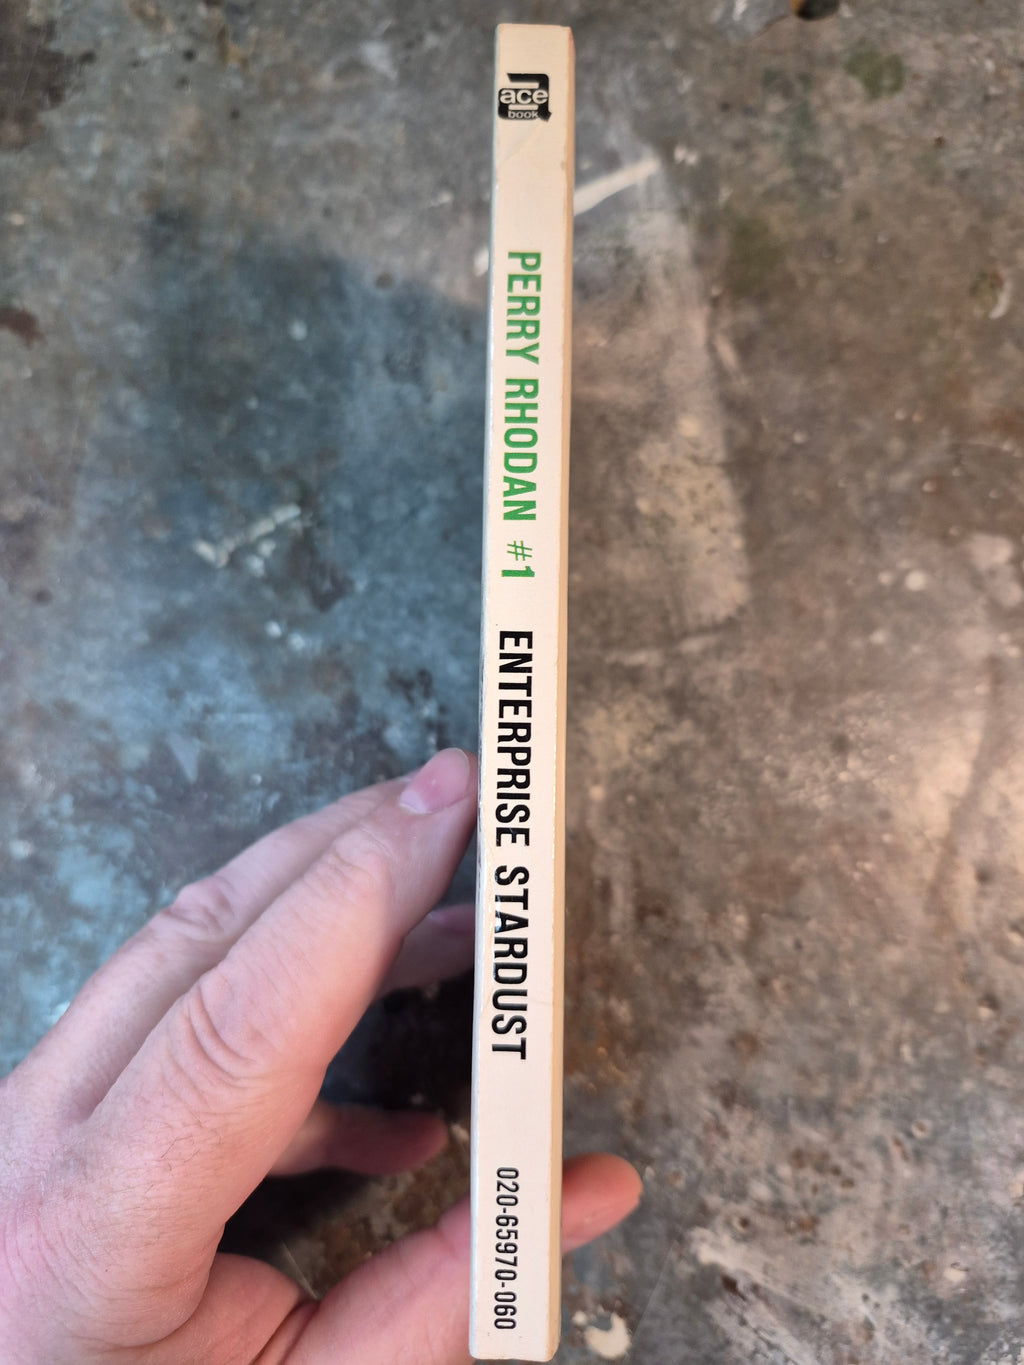 ace
book
PERRY RHODAN #1 ENTERPRISE STARDUST 020-65970-060